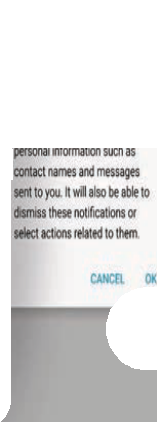 personal information such as
contact names and messages
sent to you. It will also be able to
dismiss these notifications or
select actions related to them.
CANCEL OK